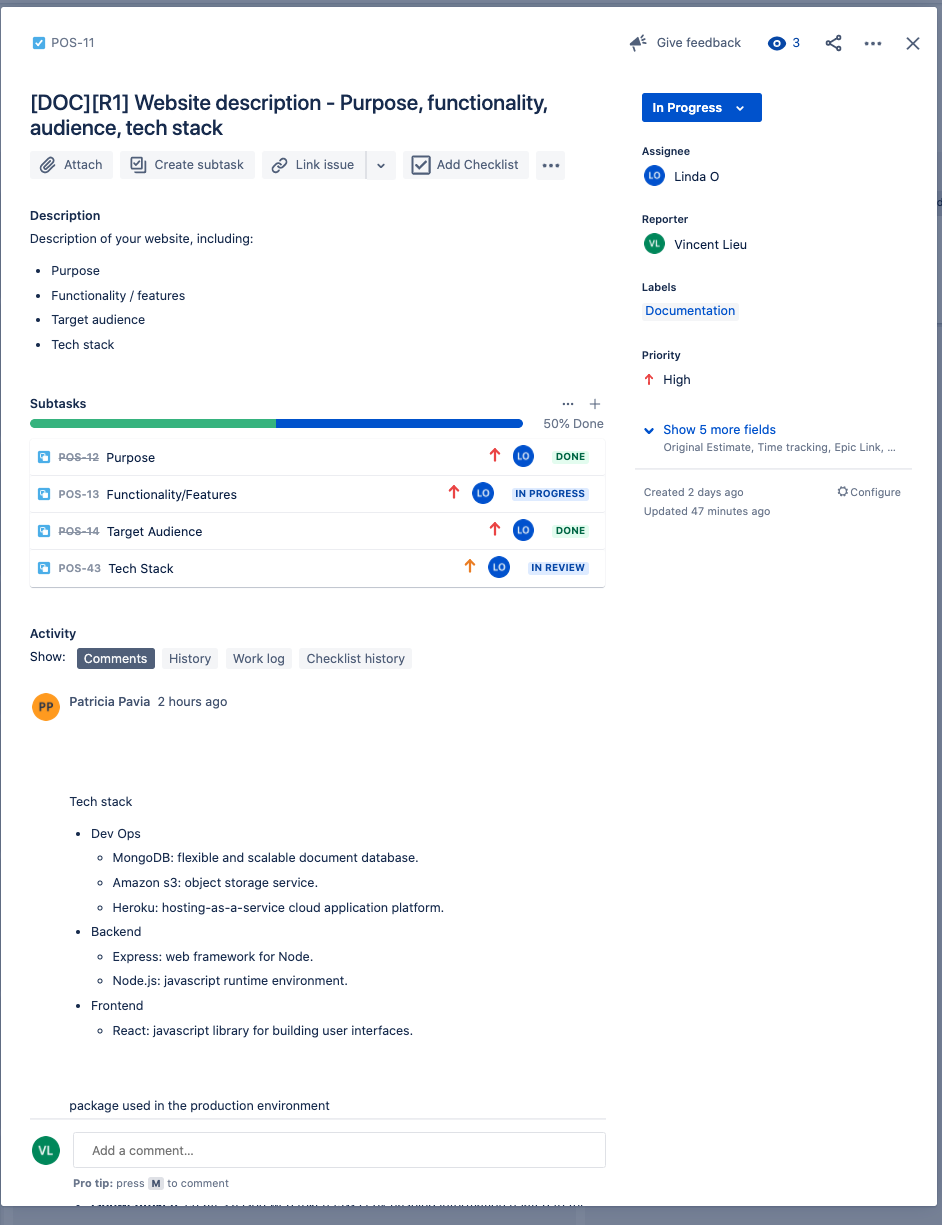 POS-11
Give feedback
3
[DOC][R1] Website description - Purpose, functionality,
audience, tech stack
In Progress
Attach
Create subtask
Link issue
Add Checklist
Assignee
LO Linda O
Description
Description of your website, including:
Reporter
VL Vincent Lieu
• Purpose
• Functionality / features
• Target audience
• Tech stack
Labels
Documentation
Priority
High
Subtasks
50% Done
Show 5 more fields
Original Estimate, Time tracking, Epic Link, ...
POS-12 Purpose LO DONE
POS-13 Functionality/Features LO IN PROGRESS
POS-14 Target Audience LO DONE
POS-43 Tech Stack LO IN REVIEW
Created 2 days ago
Configure
Updated 47 minutes ago
Activity
Show: Comments History Work log Checklist history
PP Patricia Pavia 2 hours ago
Tech stack
• Dev Ops
◦ MongoDB: flexible and scalable document database.
◦ Amazon s3: object storage service.
◦ Heroku: hosting-as-a-service cloud application platform.
• Backend
◦ Express: web framework for Node.
◦ Node.js: javascript runtime environment.
• Frontend
◦ React: javascript library for building user interfaces.
package used in the production environment
VL Add a comment...
Pro tip: press M to comment